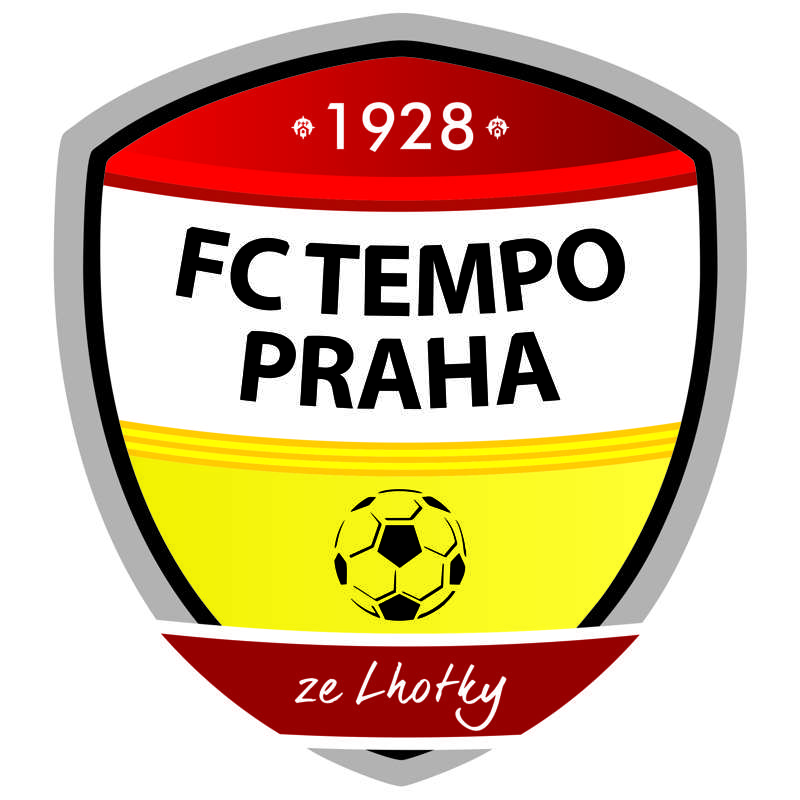 1928
FC TEMPO
PRAHA
ze Lhotky